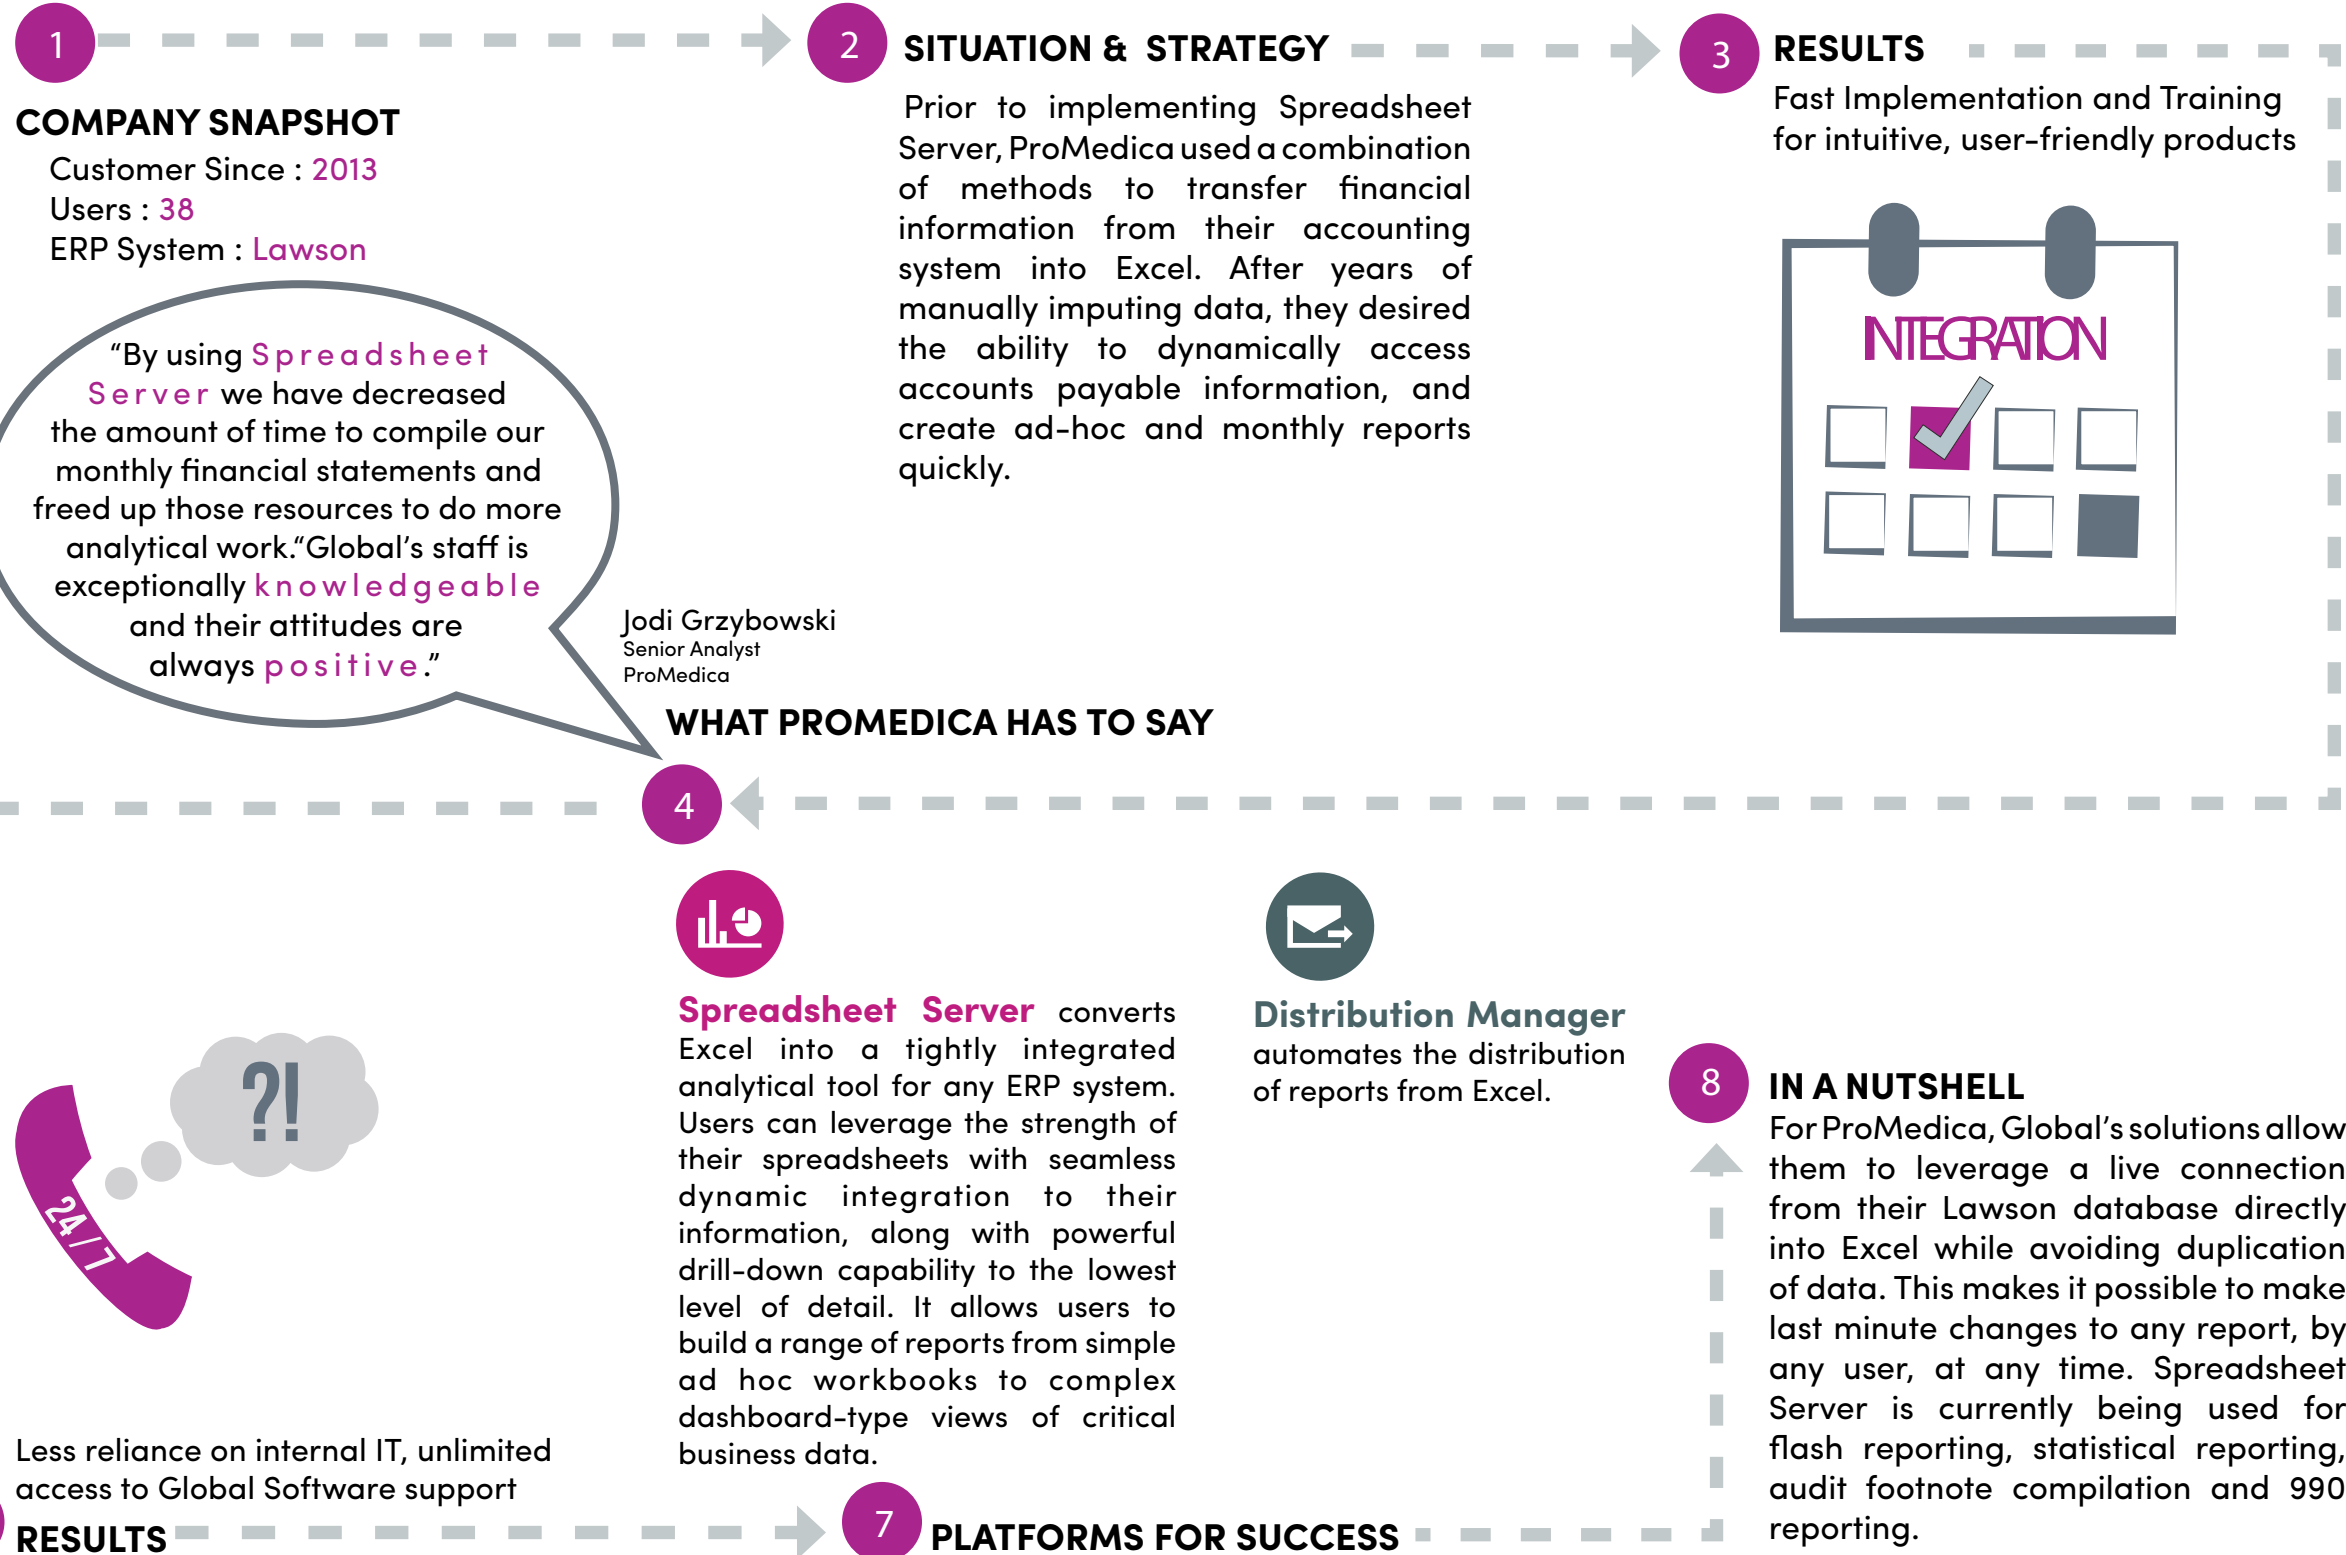 1
COMPANY SNAPSHOT
Customer Since : 2013
Users : 38
ERP System : Lawson
2
SITUATION & STRATEGY
Prior to implementing Spreadsheet
Server, ProMedica used a combination
of methods to transfer financial
information from their accounting
system into Excel. After years of
manually imputing data, they desired
the ability to dynamically access
accounts payable information, and
create ad-hoc and monthly reports
quickly.
3
RESULTS
Fast Implementation and Training
for intuitive, user-friendly products
INTEGRATION
“By using Spreadsheet
Server we have decreased
the amount of time to compile our
monthly financial statements and
freed up those resources to do more
analytical work.“Global’s staff is
exceptionally knowledgeable
and their attitudes are
always positive.”
Jodi Grzybowski
Senior Analyst
ProMedica
WHAT PROMEDICA HAS TO SAY
4
?!
24/7
Less reliance on internal IT, unlimited
access to Global Software support
RESULTS
Spreadsheet Server converts
Excel into a tightly integrated
analytical tool for any ERP system.
Users can leverage the strength of
their spreadsheets with seamless
dynamic integration to their
information, along with powerful
drill-down capability to the lowest
level of detail. It allows users to
build a range of reports from simple
ad hoc workbooks to complex
dashboard-type views of critical
business data.
Distribution Manager
automates the distribution
of reports from Excel.
7
PLATFORMS FOR SUCCESS
8
IN A NUTSHELL
For ProMedica, Global’s solutions allow
them to leverage a live connection
from their Lawson database directly
into Excel while avoiding duplication
of data. This makes it possible to make
last minute changes to any report, by
any user, at any time. Spreadsheet
Server is currently being used for
flash reporting, statistical reporting,
audit footnote compilation and 990
reporting.